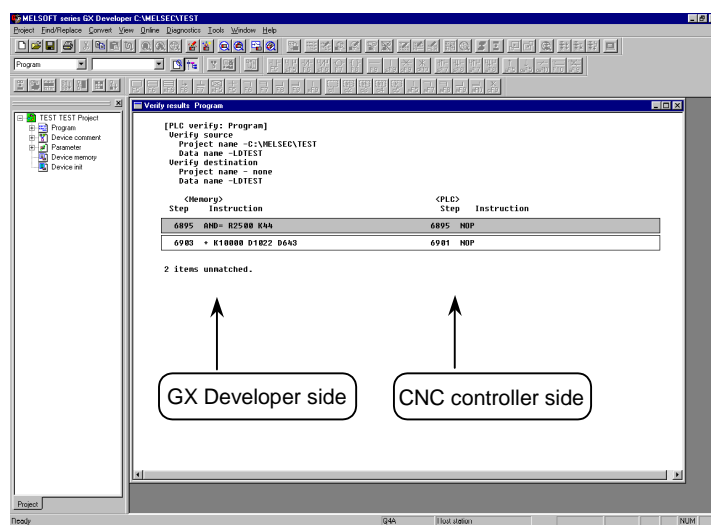 MELSOFT series GX Developer C:\MELSEC\TEST
Project Find/Replace Convert View Online Diagnostics Tools Window Help
Program
TEST TEST Project
Program
Device comment
Parameter
Device memory
Device init
Project
Verify results Program
[PLC verify: Program]
Verify source
Project name -C:\MELSEC\TEST
Data name -LDTEST
Verify destination
Project name - none
Data name -LDTEST
<Memory> <PLC>
Step Instruction Step Instruction
6895 AND= R2500 K44 6895 NOP
6903 + K10000 D1022 D643 6901 NOP
2 items unmatched.
GX Developer side CNC controller side
Ready Q4A Host station NUM